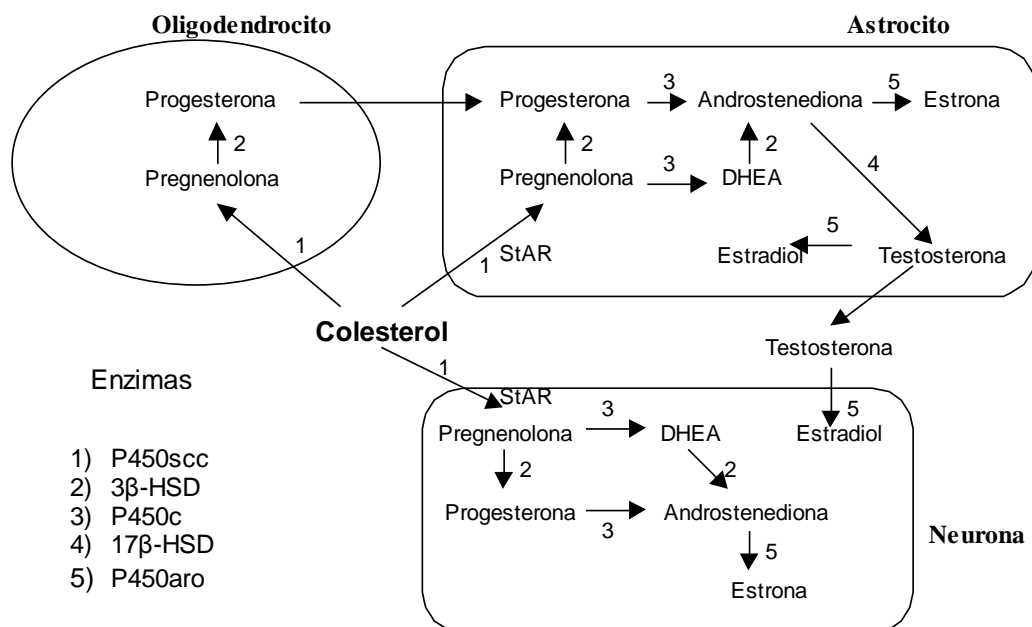 Oligodendrocito
Astrocito
Progesterona
2
Pregnenolona
1
Progesterona 3 Androstenediona 5 Estrona
2 2
Pregnenolona 3 DHEA 4
5
1 StAR Estradiol Testosterona
Colesterol
Testosterona
1
StAR
5
3
Pregnenolona DHEA Estradiol
2 2
Progesterona 3 Androstenediona
5
Estrona
Neurona
Enzimas
1) P450scc
2) 3β-HSD
3) P450c
4) 17β-HSD
5) P450aro